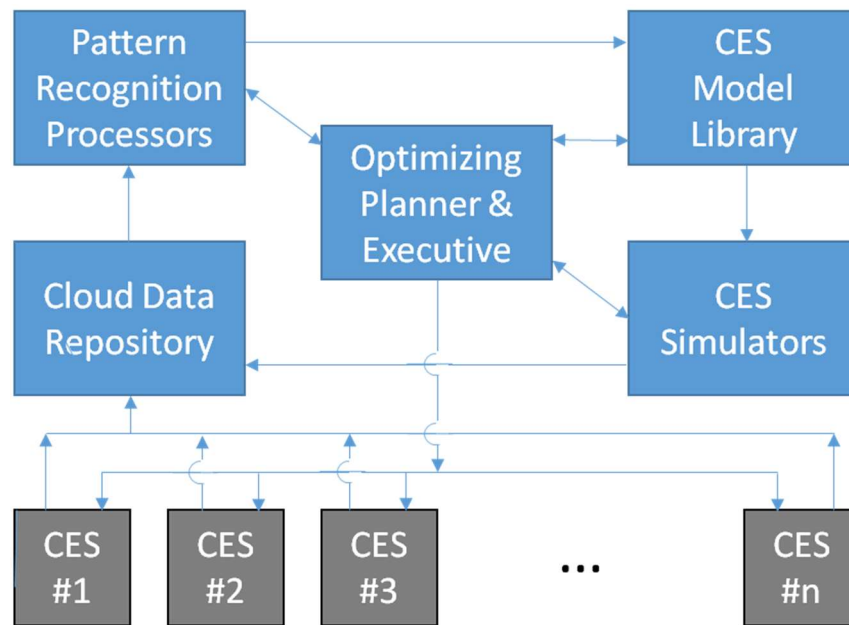 Pattern
Recognition
Processors
CES
Model
Library
Optimizing
Planner &
Executive
Cloud Data
Repository
CES
Simulators
CES
#1
CES
#2
CES
#3
...
CES
#n